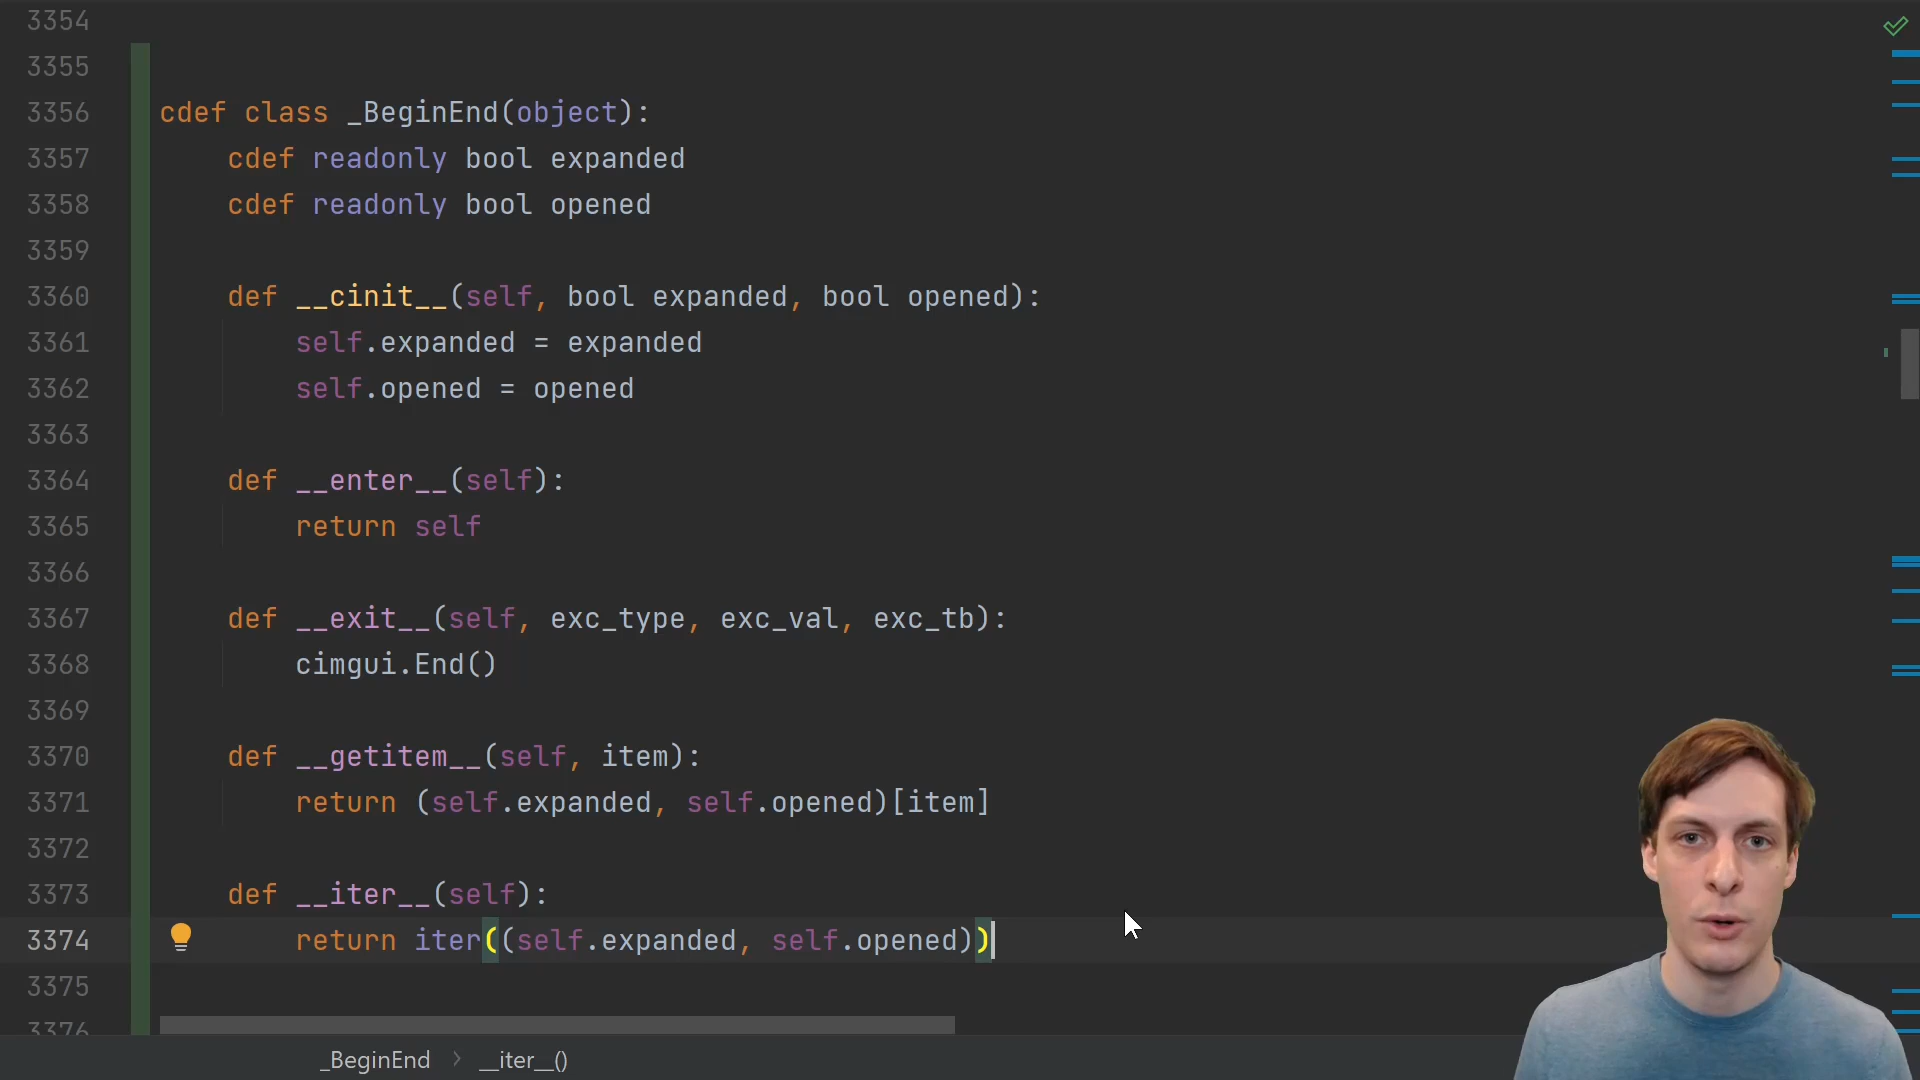 3354
3355
3356 cdef class _BeginEnd(object):
3357 cdef readonly bool expanded
3358 cdef readonly bool opened
3359
3360 def __cinit__(self, bool expanded, bool opened):
3361 self.expanded = expanded
3362 self.opened = opened
3363
3364 def __enter__(self):
3365 return self
3366
3367 def __exit__(self, exc_type, exc_val, exc_tb):
3368 cimgui.End()
3369
3370 def __getitem__(self, item):
3371 return (self.expanded, self.opened)[item]
3372
3373 def __iter__(self):
3374 return iter((self.expanded, self.opened))
3375
3376
_BeginEnd > __iter__()